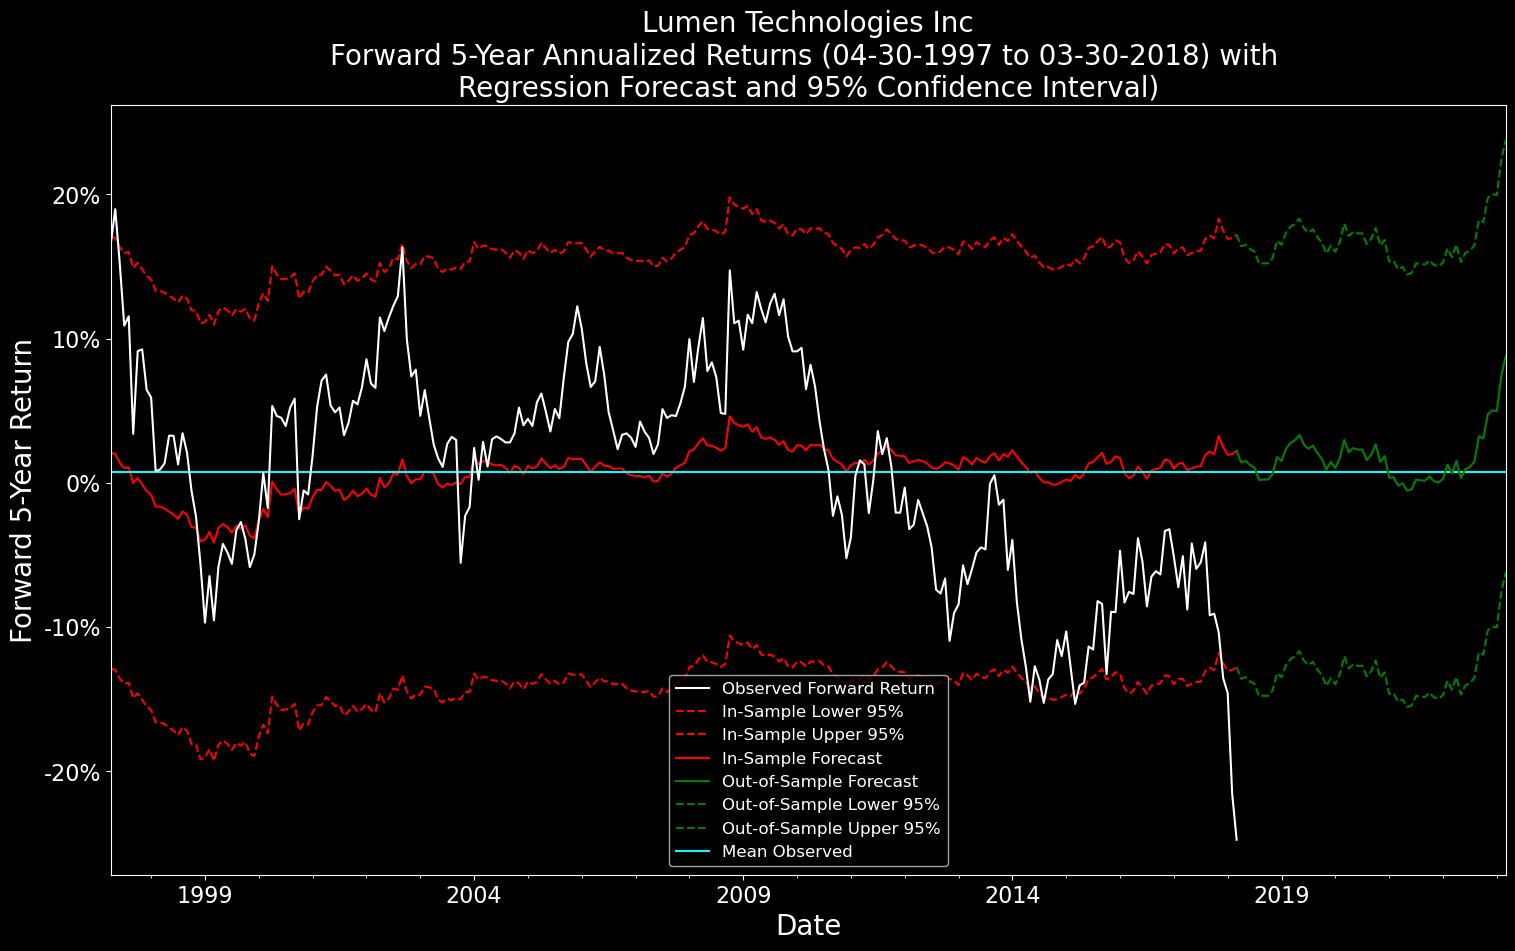 Lumen Technologies Inc
Forward 5-Year Annualized Returns (04-30-1997 to 03-30-2018) with
Regression Forecast and 95% Confidence Interval)
Forward 5-Year Return
20%
10%
0%
-10%
-20%
Observed Forward Return
In-Sample Lower 95%
In-Sample Upper 95%
In-Sample Forecast
Out-of-Sample Forecast
Out-of-Sample Lower 95%
Out-of-Sample Upper 95%
Mean Observed
1999
2004
2009
2014
2019
Date